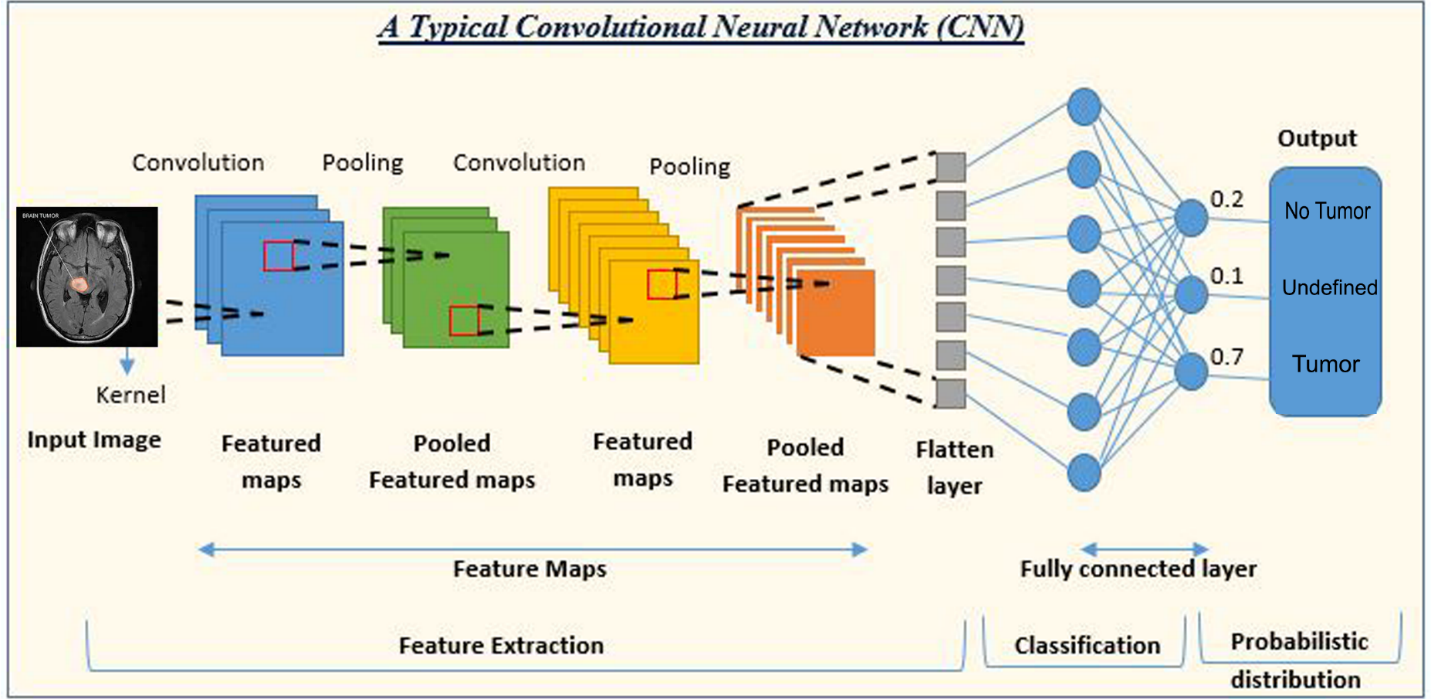 A Typical Convolutional Neural Network (CNN)
Convolution
Pooling
Convolution
Pooling
Output
BRAIN TUMOR
0.2
No Tumor
0.1
Undefined
0.7
Tumor
Kernel
Input Image
Featured
maps
Pooled
Featured maps
Featured
maps
Pooled
Featured maps
Flatten
layer
Feature Maps
Fully connected layer
Feature Extraction
Classification
Probabilistic
distribution